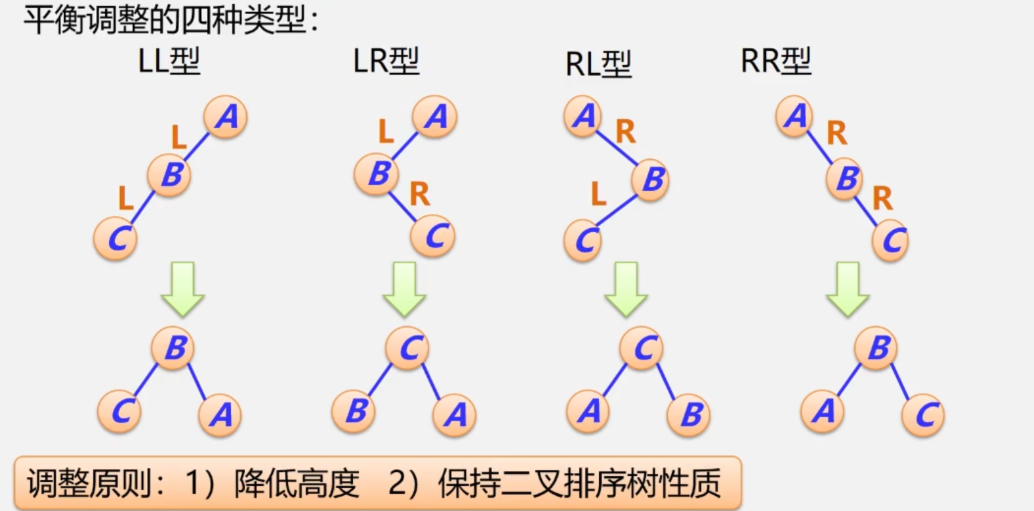 平衡调整的四种类型：
LL型 LR型 RL型 RR型
A A A A
L L R R
B B B B
L R L R
C C C C
B C C B
C A B A A B A C
调整原则：1）降低高度 2）保持二叉排序树性质